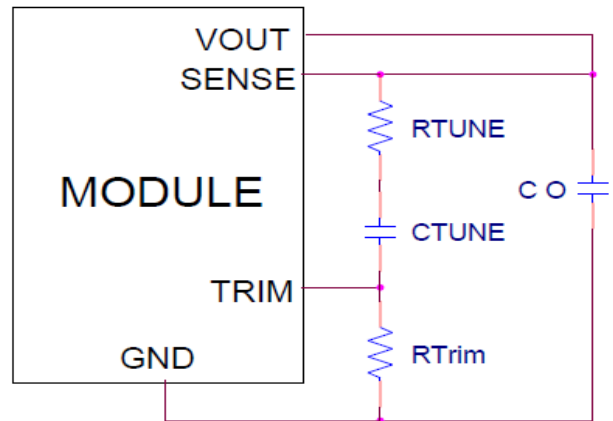 VOUT
SENSE
RTUNE
MODULE
C O
CTUNE
TRIM
GND
RTrim